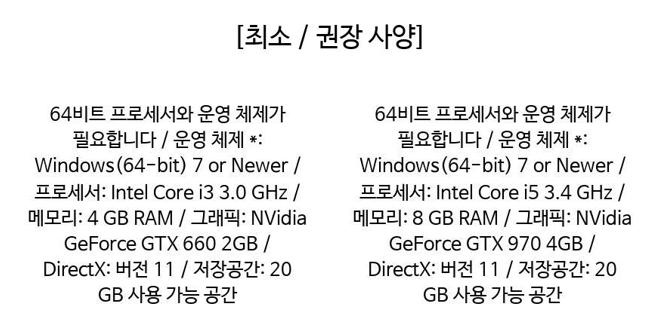 [최소 / 권장 사양]
64비트 프로세서와 운영 체제가
필요합니다 / 운영 체제 *:
Windows(64-bit) 7 or Newer /
프로세서: Intel Core i3 3.0 GHz /
메모리: 4 GB RAM / 그래픽: NVidia
GeForce GTX 660 2GB /
DirectX: 버전 11 / 저장공간: 20
GB 사용 가능 공간
64비트 프로세서와 운영 체제가
필요합니다 / 운영 체제 *:
Windows(64-bit) 7 or Newer /
프로세서: Intel Core i5 3.4 GHz /
메모리: 8 GB RAM / 그래픽: NVidia
GeForce GTX 970 4GB /
DirectX: 버전 11 / 저장공간: 20
GB 사용 가능 공간